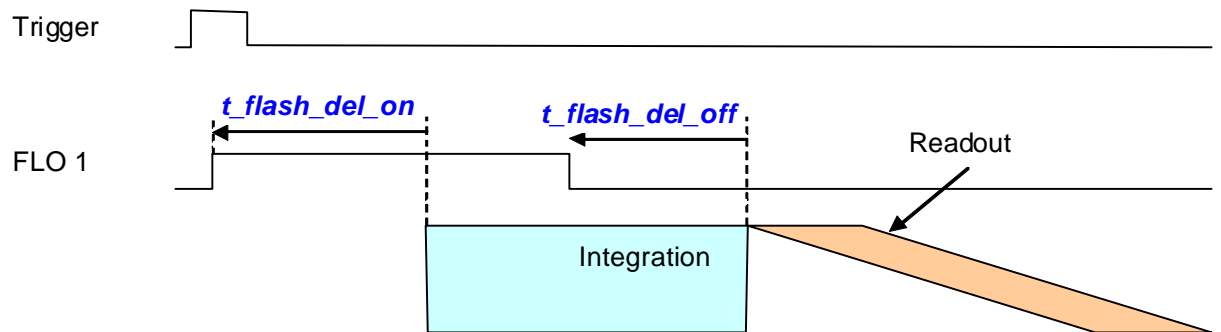 Trigger
t_flash_del_on
t_flash_del_off
Readout
FLO 1
Integration